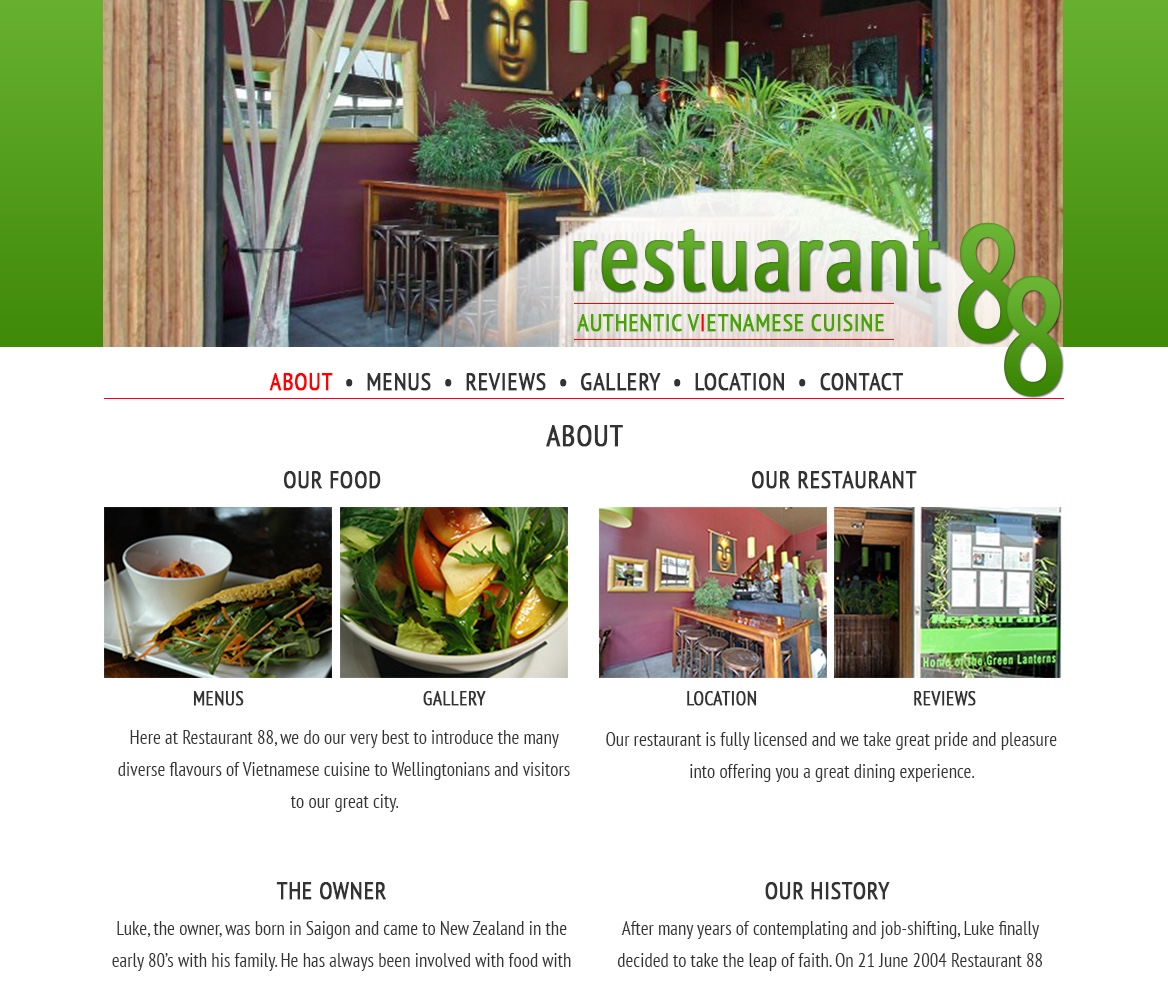 restuarant 88
AUTHENTIC VIETNAMESE CUISINE
ABOUT • MENUS • REVIEWS • GALLERY • LOCATION • CONTACT
ABOUT
OUR FOOD
MENUS
GALLERY
Here at Restaurant 88, we do our very best to introduce the many
diverse flavours of Vietnamese cuisine to Wellingtonians and visitors
to our great city.
OUR RESTAURANT
Restaurant
Home of the Green Lanterns
LOCATION
REVIEWS
Our restaurant is fully licensed and we take great pride and pleasure
into offering you a great dining experience.
THE OWNER
Luke, the owner, was born in Saigon and came to New Zealand in the
early 80’s with his family. He has always been involved with food with
OUR HISTORY
After many years of contemplating and job-shifting, Luke finally
decided to take the leap of faith. On 21 June 2004 Restaurant 88